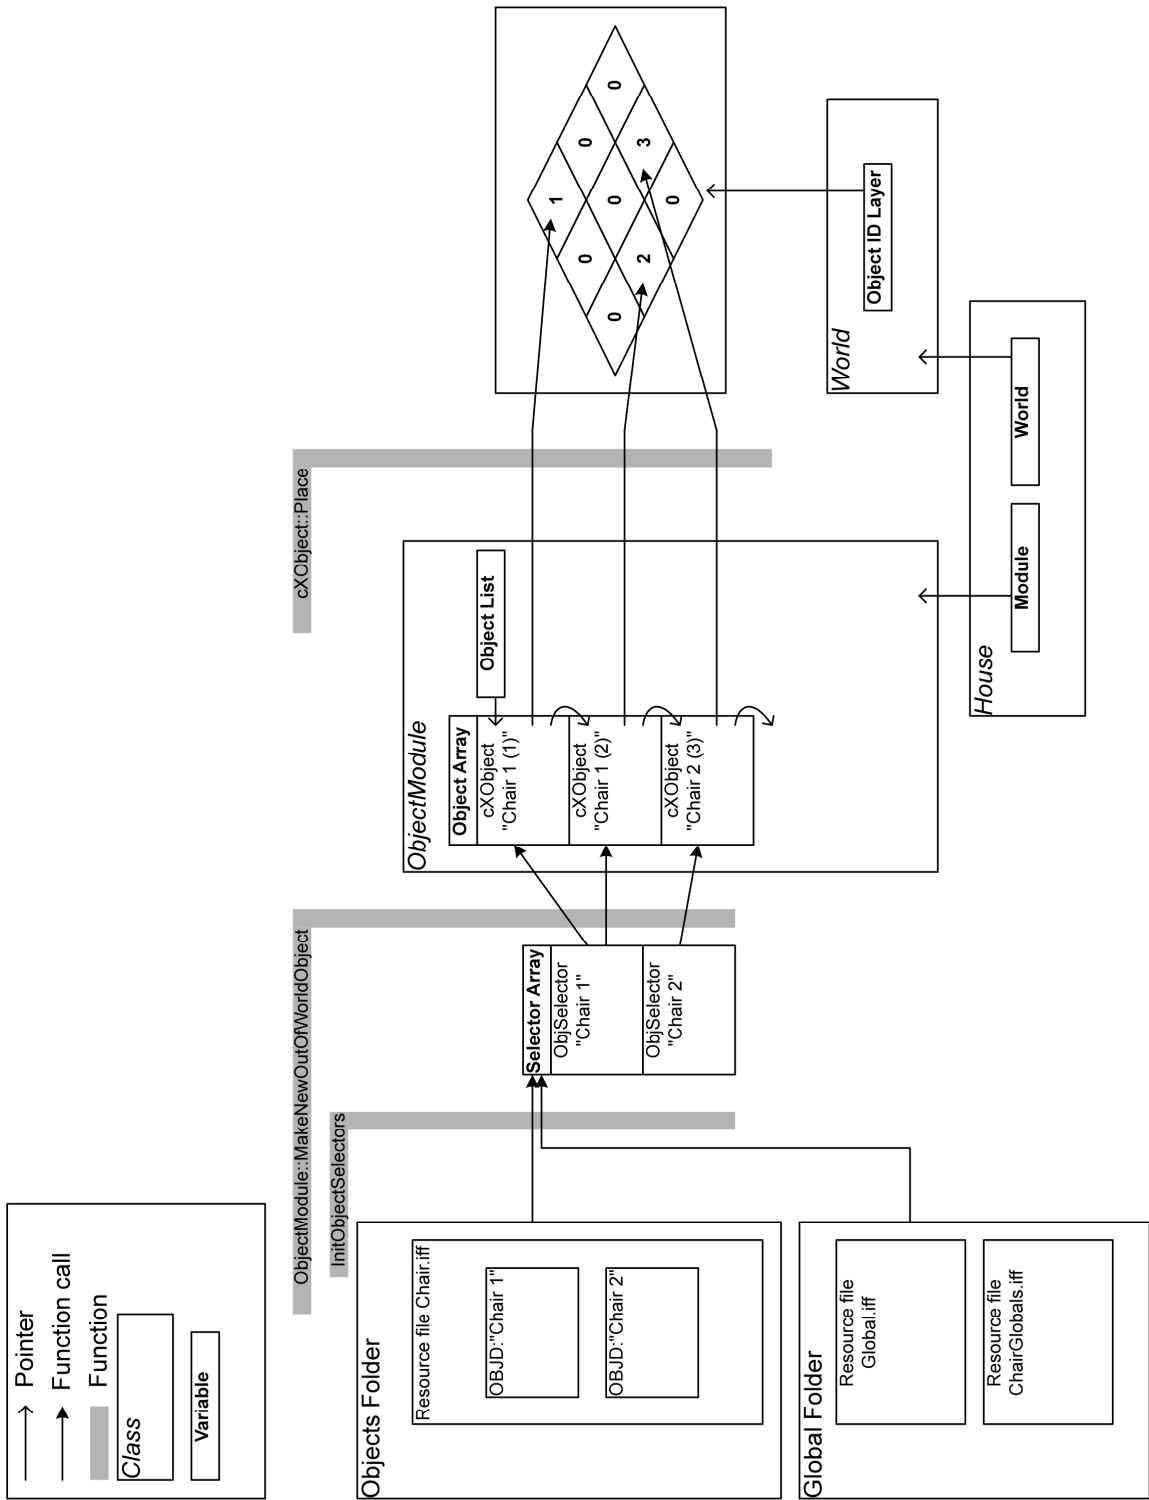 Pointer
Function call
Function
Class
Variable
ObjectModule::MakeNewOutOfWorldObject
InitObjectSelectors
cXObject::Place
Objects Folder
Resource file Chair.iff
OBJD:"Chair 1"
OBJD:"Chair 2"
Global Folder
Resource file
Global.iff
Resource file
ChairGlobals.iff
Selector Array
ObjSelector
"Chair 1"
ObjSelector
"Chair 2"
ObjectModule
Object Array
cXObject
"Chair 1 (1)"
cXObject
"Chair 1 (2)"
cXObject
"Chair 2 (3)"
Object List
House
Module
World
World
Object ID Layer
1
0
0
0
0
0
2
3
0